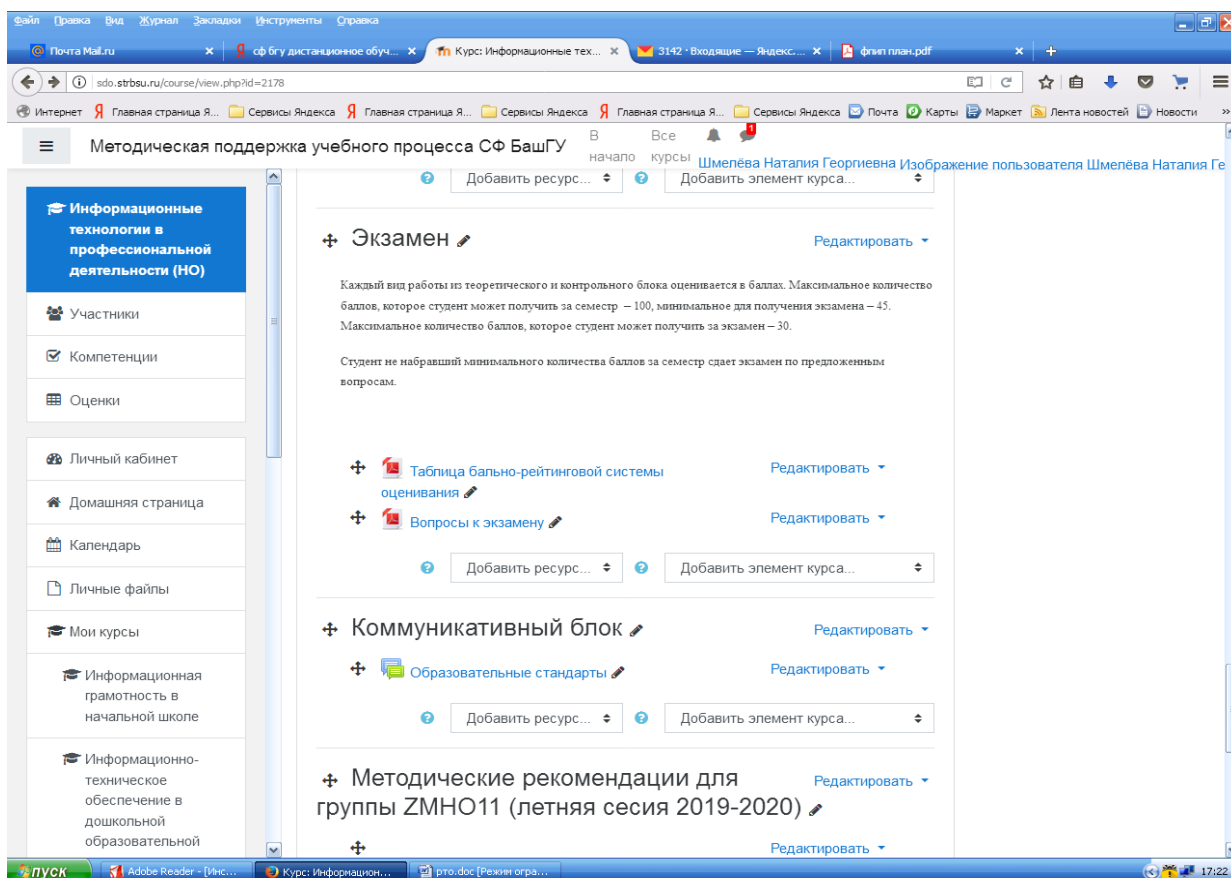 Файл Правка Вид Журнал Закладки Инструменты Справка
Почта Mail.ru сф бгу дистанционное обуч... Курс: Информационные тех... 3142 · Входящие — Яндекс.... фпип план.pdf
sdo.strbsu.ru/course/view.php?id=2178
Интернет Главная страница Я... Сервисы Яндекса Главная страница Я... Сервисы Яндекса Главная страница Я... Сервисы Яндекса Почта Карты Маркет Лента новостей Новости
Методическая поддержка учебного процесса СФ БашГУ
В начало
Все курсы
1
Шмелёва Наталия Георгиевна Изображение пользователя Шмелёва Наталия Ге
Информационные
технологии в
профессиональной
деятельности (НО)
Участники
Компетенции
Оценки
Личный кабинет
Домашняя страница
Календарь
Личные файлы
Мои курсы
Информационная
грамотность в
начальной школе
Информационно-
техническое
обеспечение в
дошкольной
образовательной
Добавить ресурс... Добавить элемент курса...
Экзамен Редактировать
Каждый вид работы из теоретического и контрольного блока оценивается в баллах. Максимальное количество
баллов, которое студент может получить за семестр – 100, минимальное для получения экзамена – 45.
Максимальное количество баллов, которое студент может получить за экзамен – 30.
Студент не набравший минимального количества баллов за семестр сдает экзамен по предложенным
вопросам.
Таблица бально-рейтинговой системы Редактировать
оценивания
Вопросы к экзамену Редактировать
Добавить ресурс... Добавить элемент курса...
Коммуникативный блок Редактировать
Образовательные стандарты Редактировать
Добавить ресурс... Добавить элемент курса...
Методические рекомендации для Редактировать
группы ZМНО11 (летняя сесия 2019-2020)
Редактировать
пуск Adobe Reader - [Инс... Курс: Информацион... рто.doc [Режим огра... 17:22